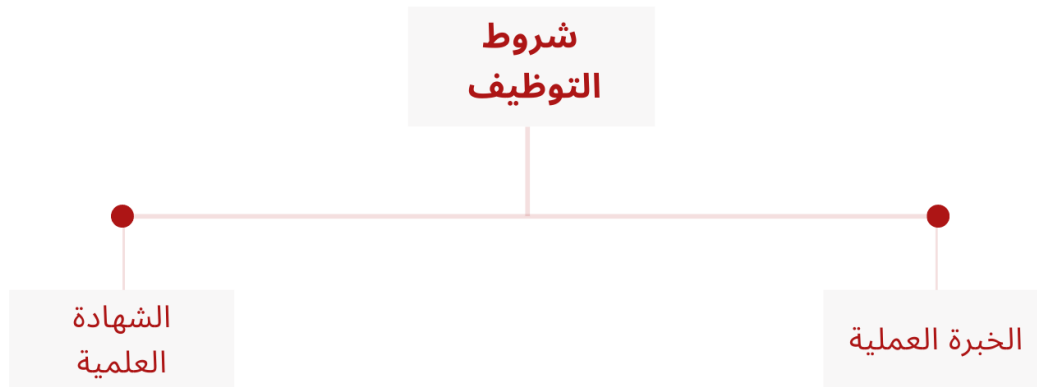 شروط
التوظيف
الخبرة العملية
الشهادة
العلمية